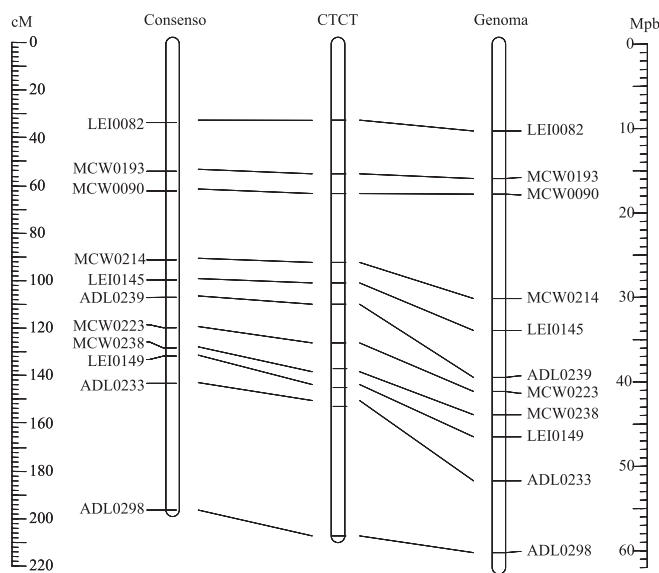 cM
Consenso
CTCT
Genoma
Mpb
0
20
40
60
80
100
120
140
160
180
200
220
LEI0082
MCW0193
MCW0090
MCW0214
LEI0145
ADL0239
MCW0223
MCW0238
LEI0149
ADL0233
ADL0298
LEI0082
MCW0193
MCW0090
MCW0214
LEI0145
ADL0239
MCW0223
MCW0238
LEI0149
ADL0233
ADL0298
0
10
20
30
40
50
60